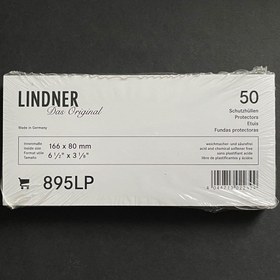 LINDNER
Das Original
Made in Germany
50
Schutzhüllen
Protectors
Etuis
Fundas protectoras
Innenmaße
Inside size
Format utile
Tamaño
166 x 80 mm
6 1/2" x 3 1/8"
weichmacher- und säurefrei
acid and chemical softener free
sans plastifiant acide
libre de plastificantes y ácidos
895LP